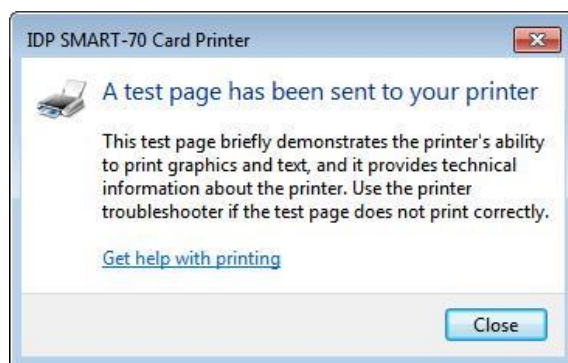 IDP SMART-70 Card Printer
A test page has been sent to your printer
This test page briefly demonstrates the printer's ability
to print graphics and text, and it provides technical
information about the printer. Use the printer
troubleshooter if the test page does not print correctly.
Get help with printing
Close